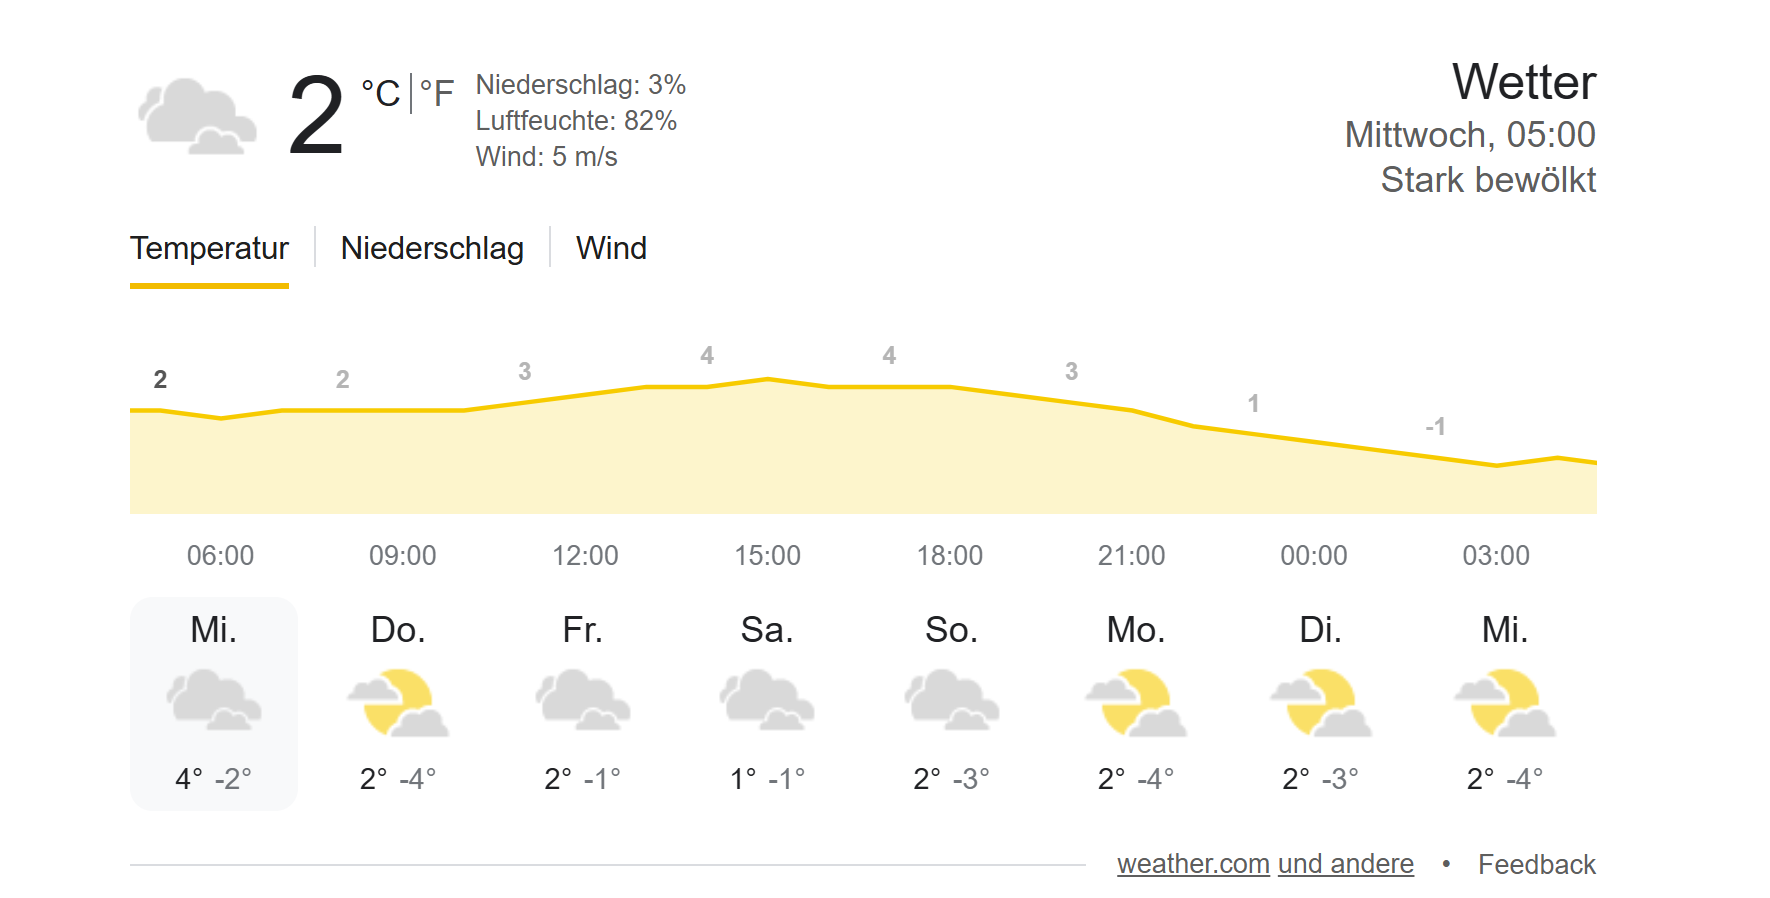 2 °C | °F
Niederschlag: 3%
Luftfeuchte: 82%
Wind: 5 m/s
Wetter
Mittwoch, 05:00
Stark bewölkt
Temperatur Niederschlag Wind
2 2 3 4 4 3 1 -1
06:00 09:00 12:00 15:00 18:00 21:00 00:00 03:00
Mi. Do. Fr. Sa. So. Mo. Di. Mi.
4° -2° 2° -4° 2° -1° 1° -1° 2° -3° 2° -4° 2° -3° 2° -4°
weather.com und andere • Feedback